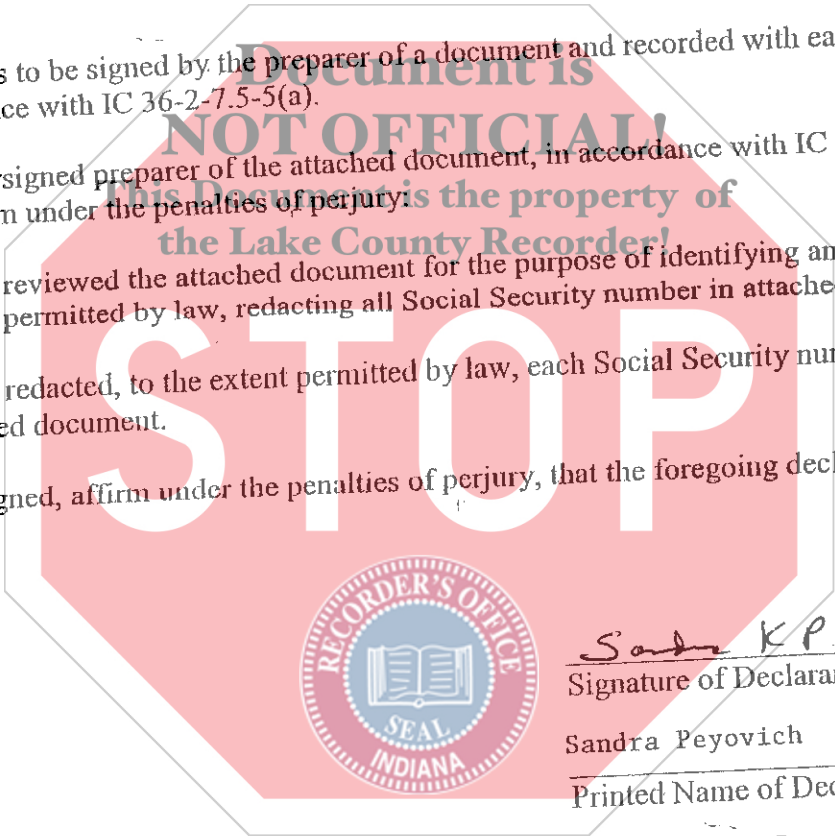 s to be signed by the preparer of a document and recorded with ea
ce with IC 36-2-7.5-5(a).
Document is
NOT OFFICIAL!
This Document is the property of
the Lake County Recorder!
signed preparer of the attached document, in accordance with IC
n under the penalties of perjury:
reviewed the attached document for the purpose of identifying an
permitted by law, redacting all Social Security number in attache
redacted, to the extent permitted by law, each Social Security nu
ed document.
gned, affirm under the penalties of perjury, that the foregoing decl
STOP
RECORDER'S OFFICE
SEAL
INDIANA
Sandra K P
Signature of Declara
Sandra Peyovich
Printed Name of Dec